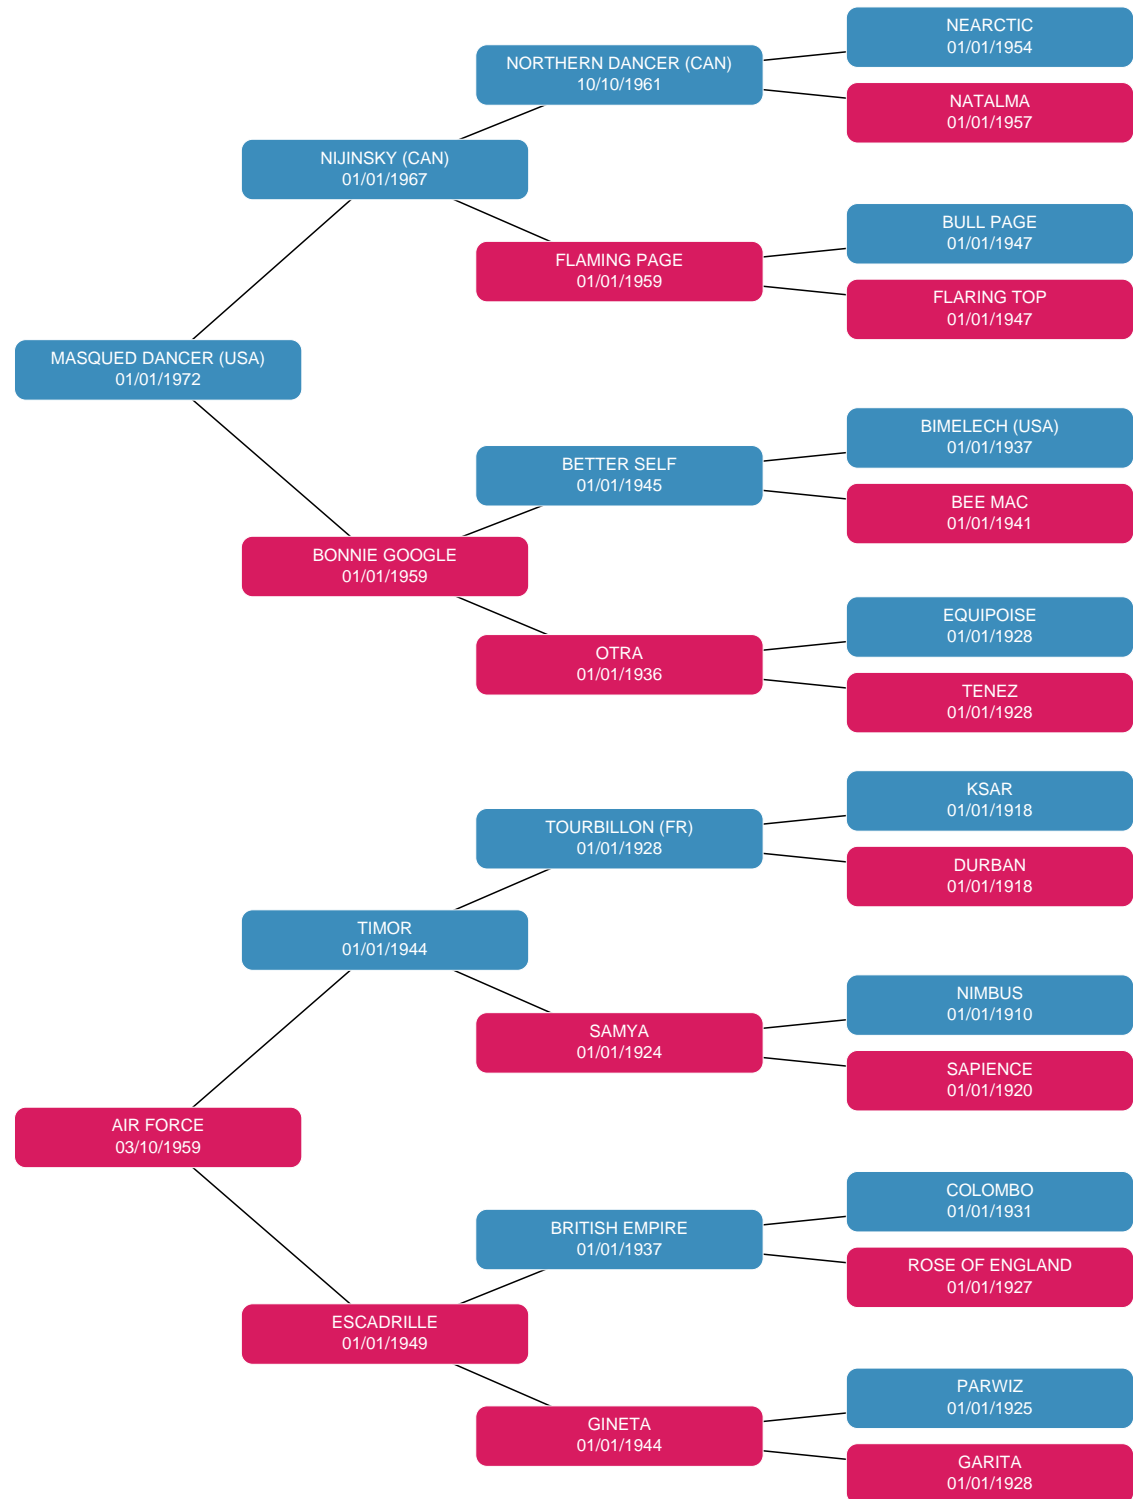 NEARCTIC
01/01/1954
NORTHERN DANCER (CAN)
10/10/1961
NATALMA
01/01/1957
NIJINSKY (CAN)
01/01/1967
BULL PAGE
01/01/1947
FLAMING PAGE
01/01/1959
FLARING TOP
01/01/1947
MASQUED DANCER (USA)
01/01/1972
BIMELECH (USA)
01/01/1937
BETTER SELF
01/01/1945
BEE MAC
01/01/1941
BONNIE GOOGLE
01/01/1959
EQUIPOISE
01/01/1928
OTRA
01/01/1936
TENEZ
01/01/1928
KSAR
01/01/1918
TOURBILLON (FR)
01/01/1928
DURBAN
01/01/1918
TIMOR
01/01/1944
NIMBUS
01/01/1910
SAMYA
01/01/1924
SAPIENCE
01/01/1920
AIR FORCE
03/10/1959
COLOMBO
01/01/1931
BRITISH EMPIRE
01/01/1937
ROSE OF ENGLAND
01/01/1927
ESCADRILLE
01/01/1949
PARWIZ
01/01/1925
GINETA
01/01/1944
GARITA
01/01/1928